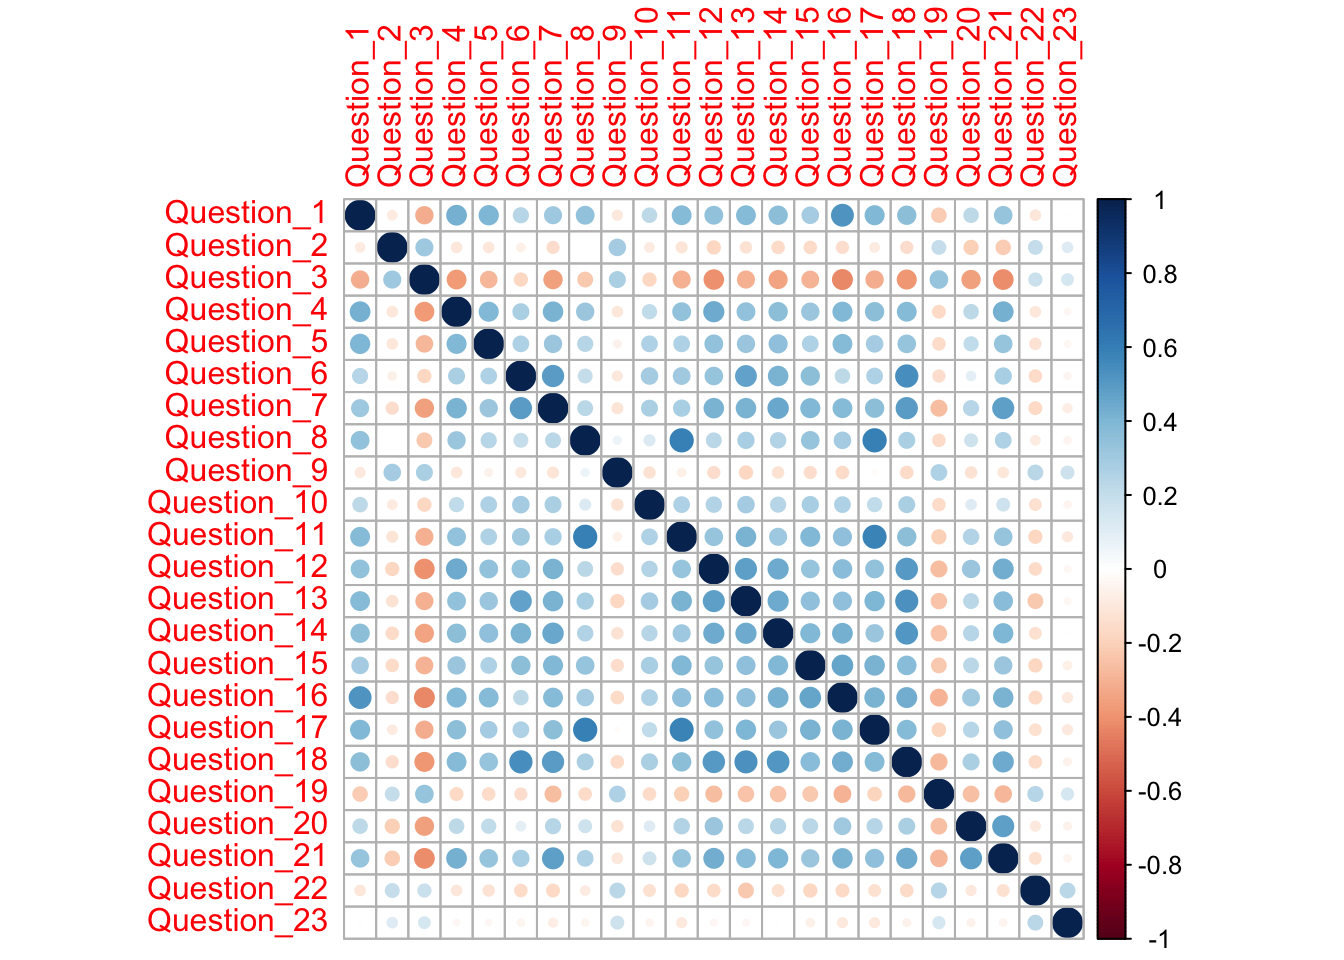 Question_1
Question_2
Question_3
Question_4
Question_5
Question_6
Question_7
Question_8
Question_9
Question_10
Question_11
Question_12
Question_13
Question_14
Question_15
Question_16
Question_17
Question_18
Question_19
Question_20
Question_21
Question_22
Question_23
Question_1
Question_2
Question_3
Question_4
Question_5
Question_6
Question_7
Question_8
Question_9
Question_10
Question_11
Question_12
Question_13
Question_14
Question_15
Question_16
Question_17
Question_18
Question_19
Question_20
Question_21
Question_22
Question_23
1
0.8
0.6
0.4
0.2
0
-0.2
-0.4
-0.6
-0.8
-1